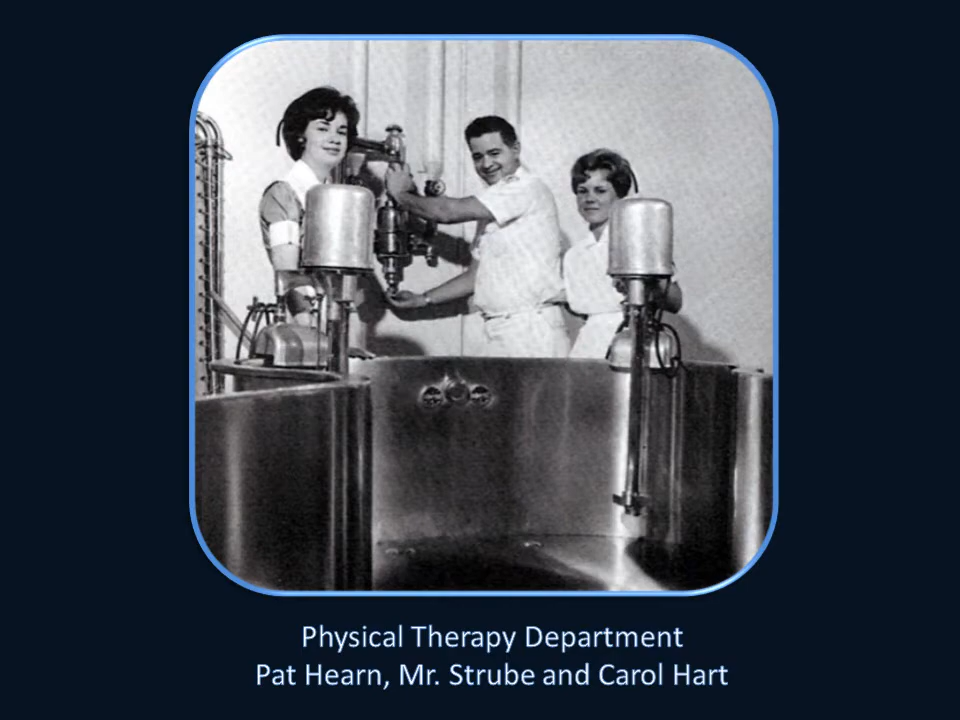 Physical Therapy Department
Pat Hearn, Mr. Strube and Carol Hart